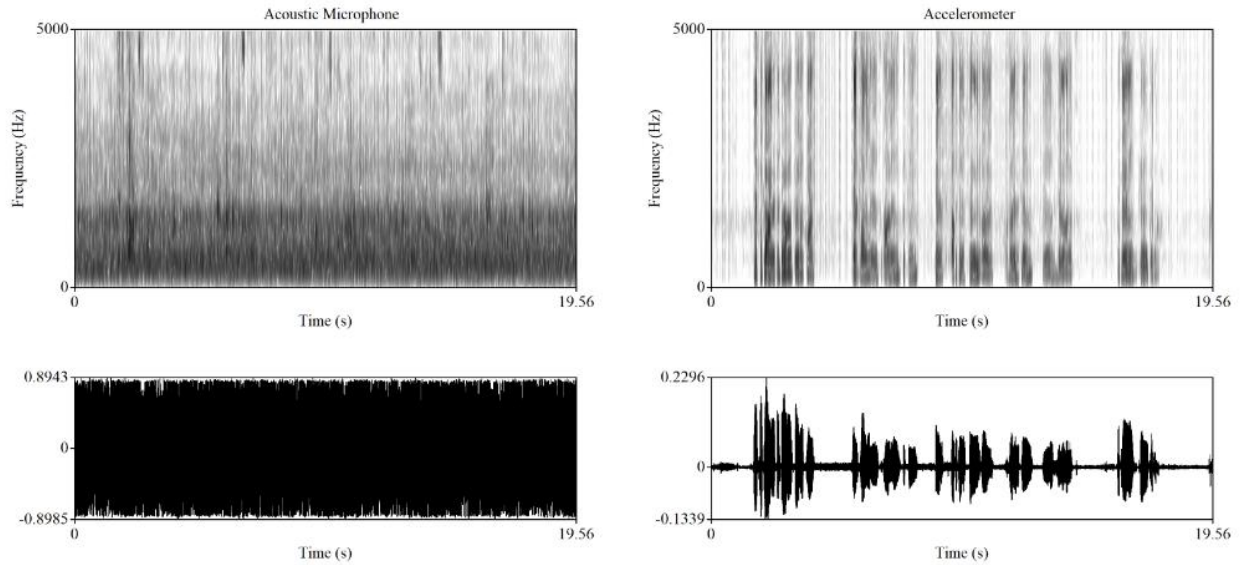 Acoustic Microphone
5000
Frequency (Hz)
0
0
19.56
Time (s)
0.8943
0
-0.8985
0
19.56
Time (s)
Accelerometer
5000
Frequency (Hz)
0
0
19.56
Time (s)
0.2296
0
-0.1339
0
19.56
Time (s)